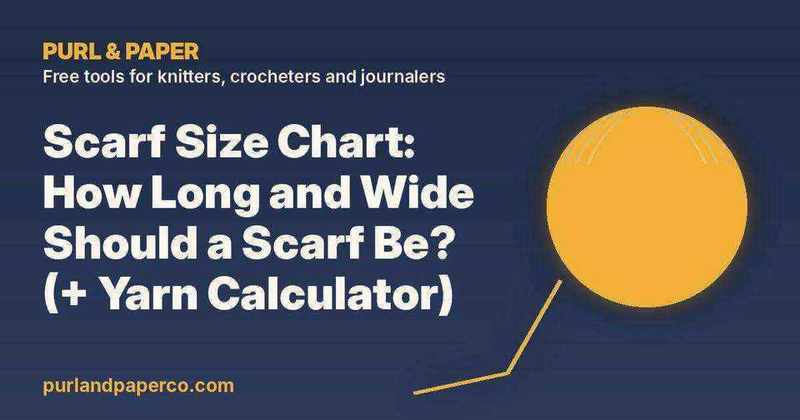 PURL & PAPER
Free tools for knitters, crocheters and journalers
Scarf Size Chart:
How Long and Wide
Should a Scarf Be?
(+ Yarn Calculator)
purlandpaperco.com